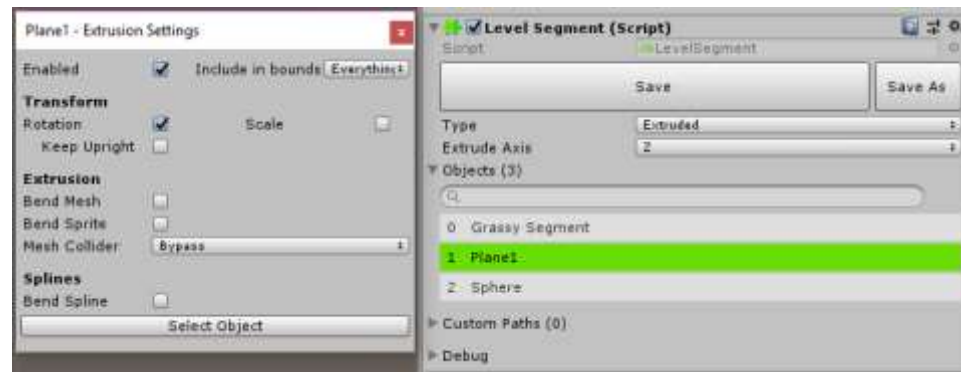 Plane1 - Extrusion Settings
x
Enabled
Include in bounds Everything
Transform
Rotation
Scale
Keep Upright
Extrusion
Bend Mesh
Bend Sprite
Mesh Collider Bypass
Splines
Bend Spline
Select Object
Level Segment (Script)
Script LevelSegment
Save
Save As
Type Extruded
Extrude Axis Z
Objects (3)
0 Grassy Segment
1 Plane1
2 Sphere
Custom Paths (0)
Debug